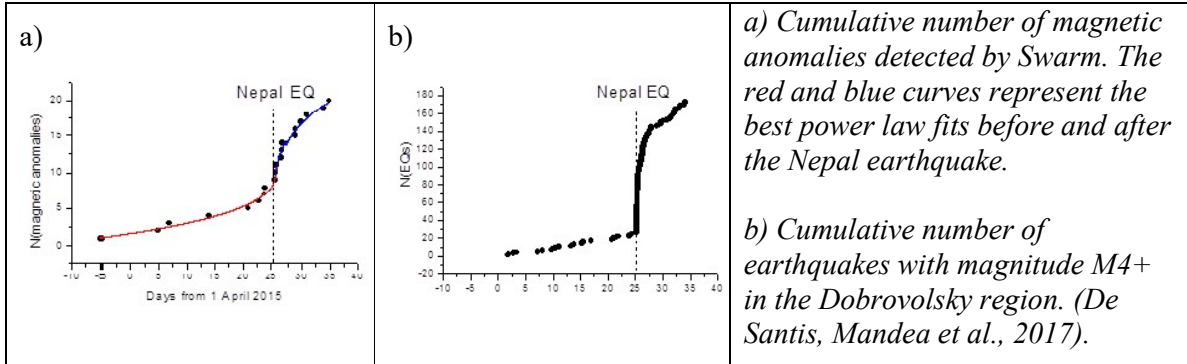 a)
Nepal EQ
N(magnetic anomalies)
20
15
10
5
0
-10 -5 0 5 10 15 20 25 30 35 40
Days from 1 April 2015
b)
Nepal EQ
N(EQs)
180
160
140
120
100
80
60
40
20
0
-20
-10 -5 0 5 10 15 20 25 30 35 40
a) Cumulative number of magnetic
anomalies detected by Swarm. The
red and blue curves represent the
best power law fits before and after
the Nepal earthquake.
b) Cumulative number of
earthquakes with magnitude M4+
in the Dobrovolsky region. (De
Santis, Mandea et al., 2017).